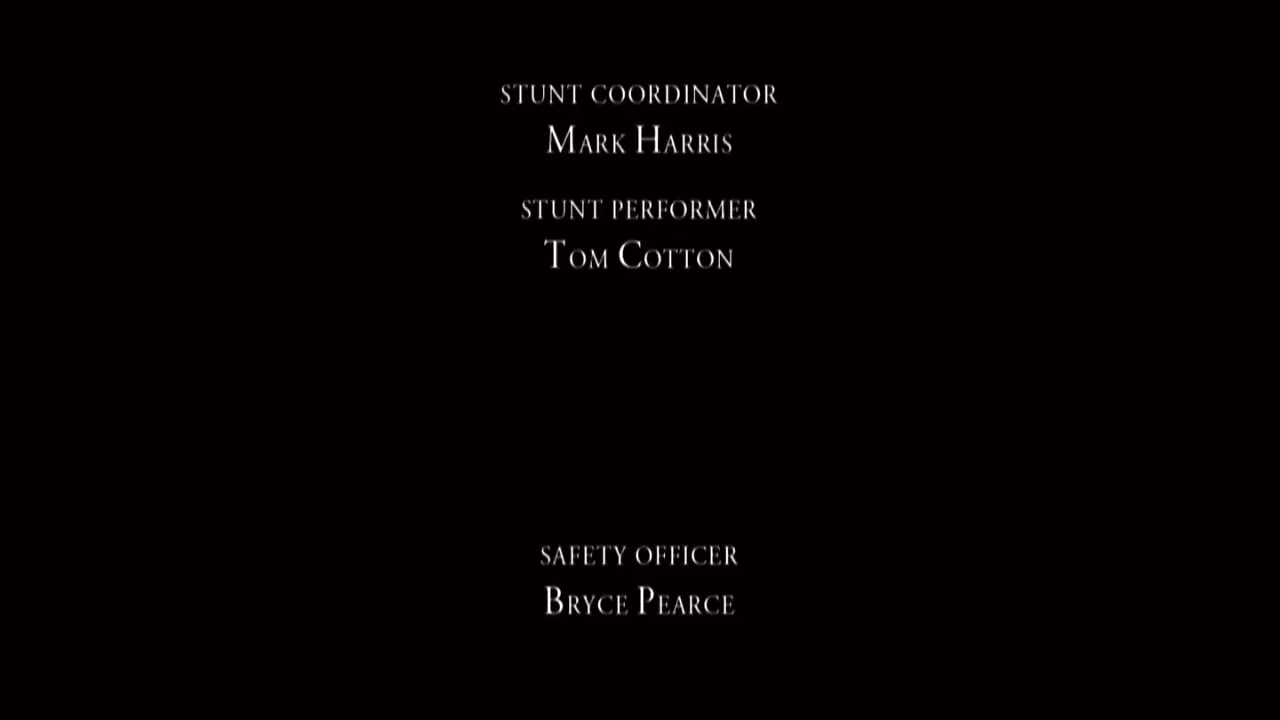 STUNT COORDINATOR
MARK HARRIS
STUNT PERFORMER
TOM COTTON
SAFETY OFFICER
BRYCE PEARCE